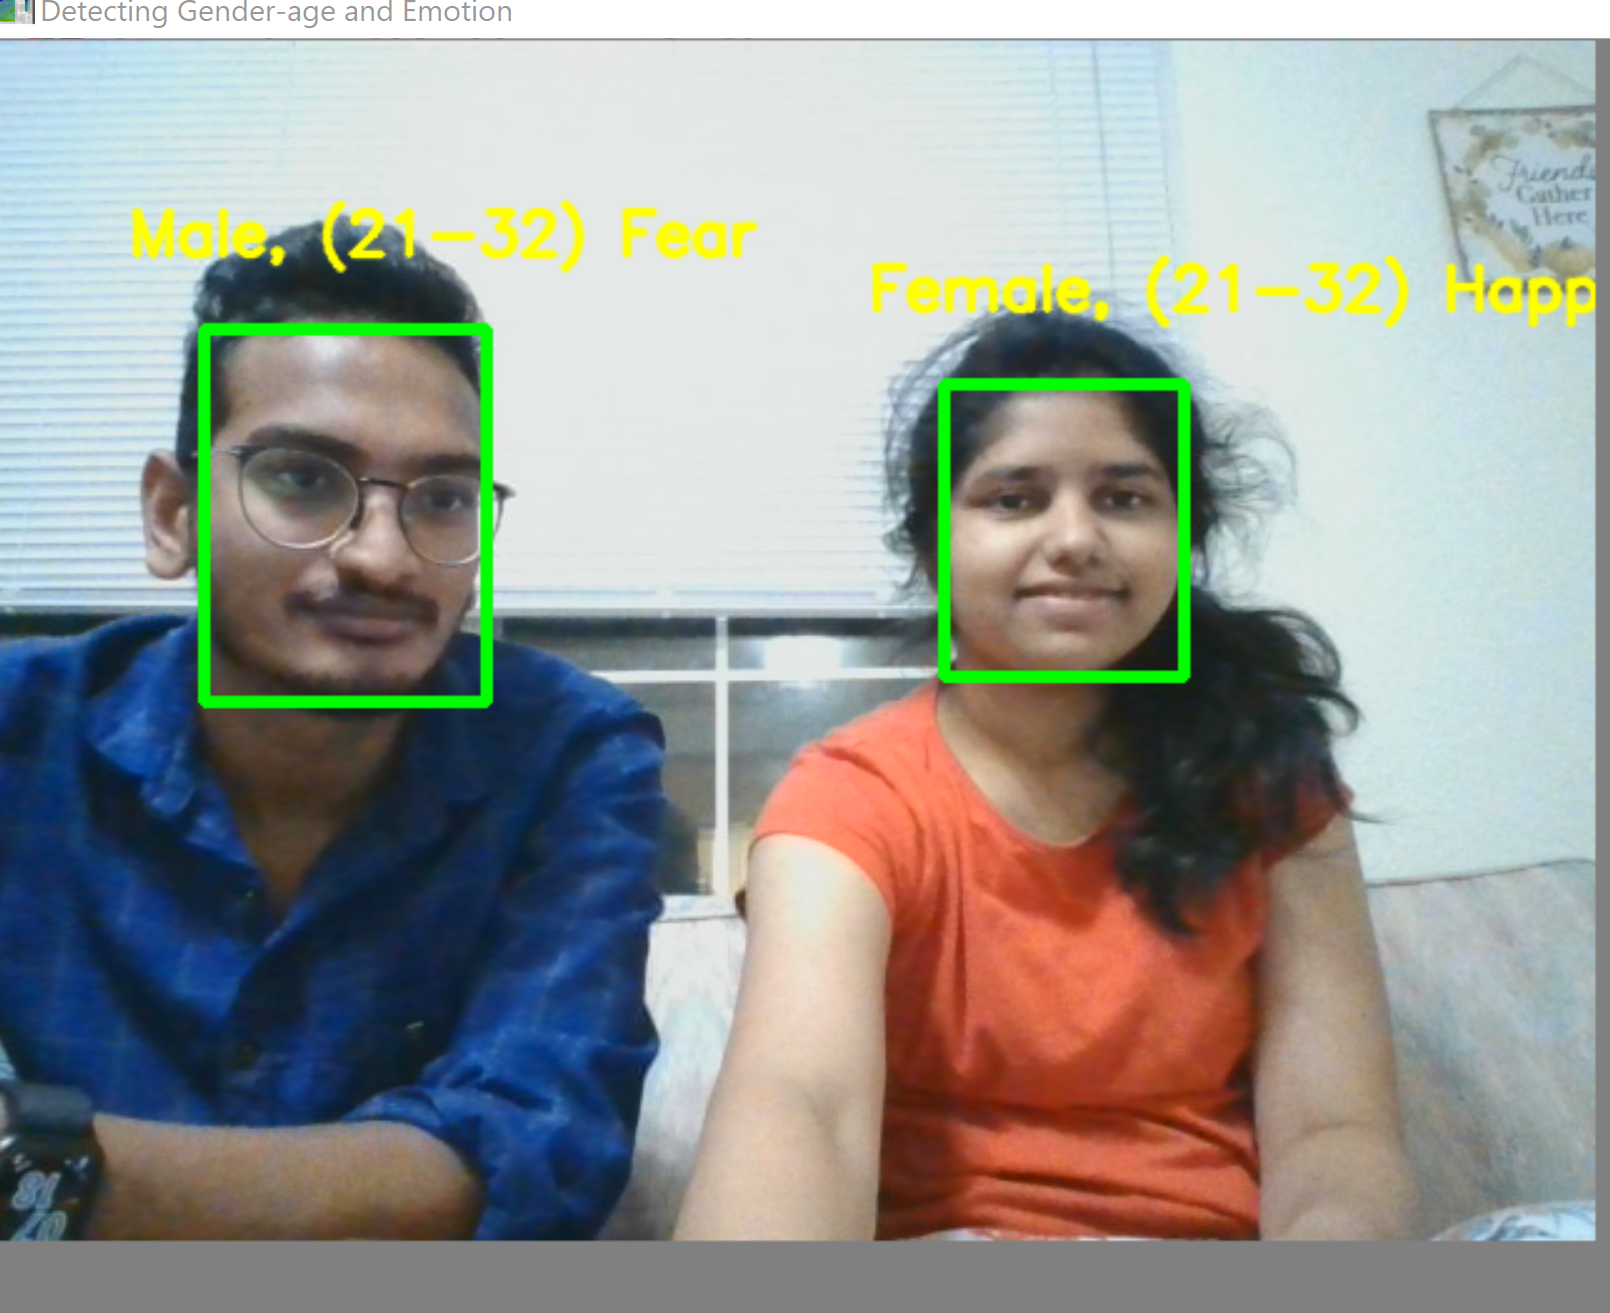 Detecting Gender-age and Emotion
Male, (21-32) Fear
Female, (21-32) Happ
Friends
Gather
Here